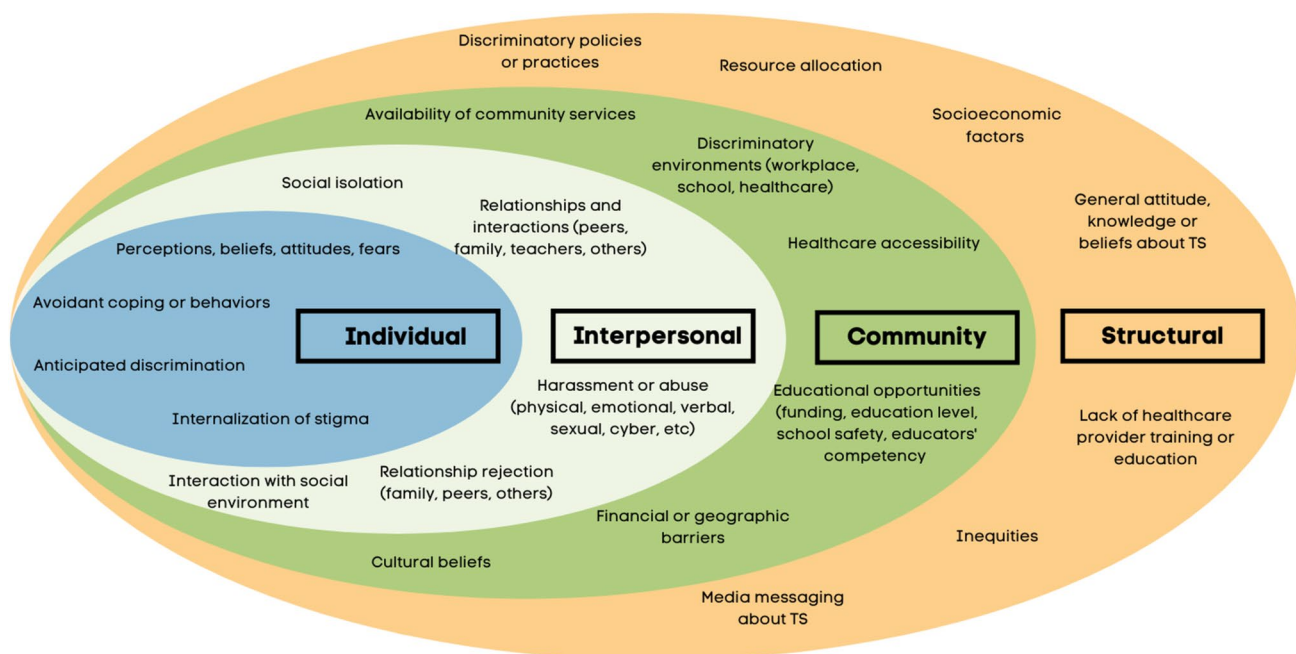 Discriminatory policies
or practices
Resource allocation
Availability of community services
Socioeconomic
factors
Discriminatory
environments (workplace,
school, healthcare)
Social isolation
Relationships and
interactions (peers,
family, teachers, others)
General attitude,
knowledge or
beliefs about TS
Perceptions, beliefs, attitudes, fears
Healthcare accessibility
Avoidant coping or behaviors
Individual
Interpersonal
Community
Structural
Anticipated discrimination
Harassment or abuse
(physical, emotional, verbal,
sexual, cyber, etc)
Educational opportunities
(funding, education level,
school safety, educators'
competency
Internalization of stigma
Lack of healthcare
provider training or
education
Interaction with social
environment
Relationship rejection
(family, peers, others)
Financial or geographic
barriers
Inequities
Cultural beliefs
Media messaging
about TS